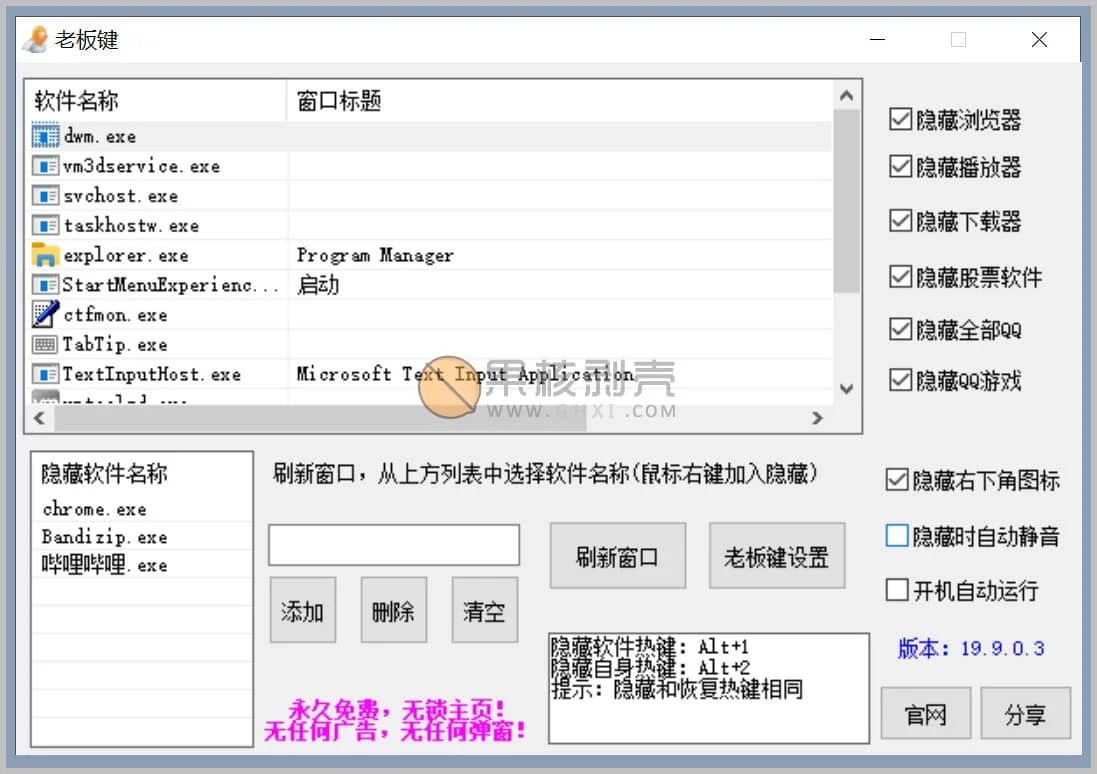 老板键
软件名称 窗口标题
dwm.exe
vm3dservice.exe
svchost.exe
taskhostw.exe
explorer.exe Program Manager
StartMenuExperienc... 启动
ctfmon.exe
TabTip.exe
TextInputHost.exe Microsoft Text Input Application
果核剥壳
WWW.GHXI.COM
隐藏浏览器
隐藏播放器
隐藏下载器
隐藏股票软件
隐藏全部QQ
隐藏QQ游戏
隐藏软件名称
chrome.exe
Bandizip.exe
哔哩哔哩.exe
刷新窗口，从上方列表中选择软件名称(鼠标右键加入隐藏)
刷新窗口 老板键设置
添加 删除 清空
永久免费，无锁主页！
无任何广告，无任何弹窗！
隐藏软件热键：Alt+1
隐藏自身热键：Alt+2
提示：隐藏和恢复热键相同
隐藏右下角图标
隐藏时自动静音
开机自动运行
版本：19.9.0.3
官网 分享